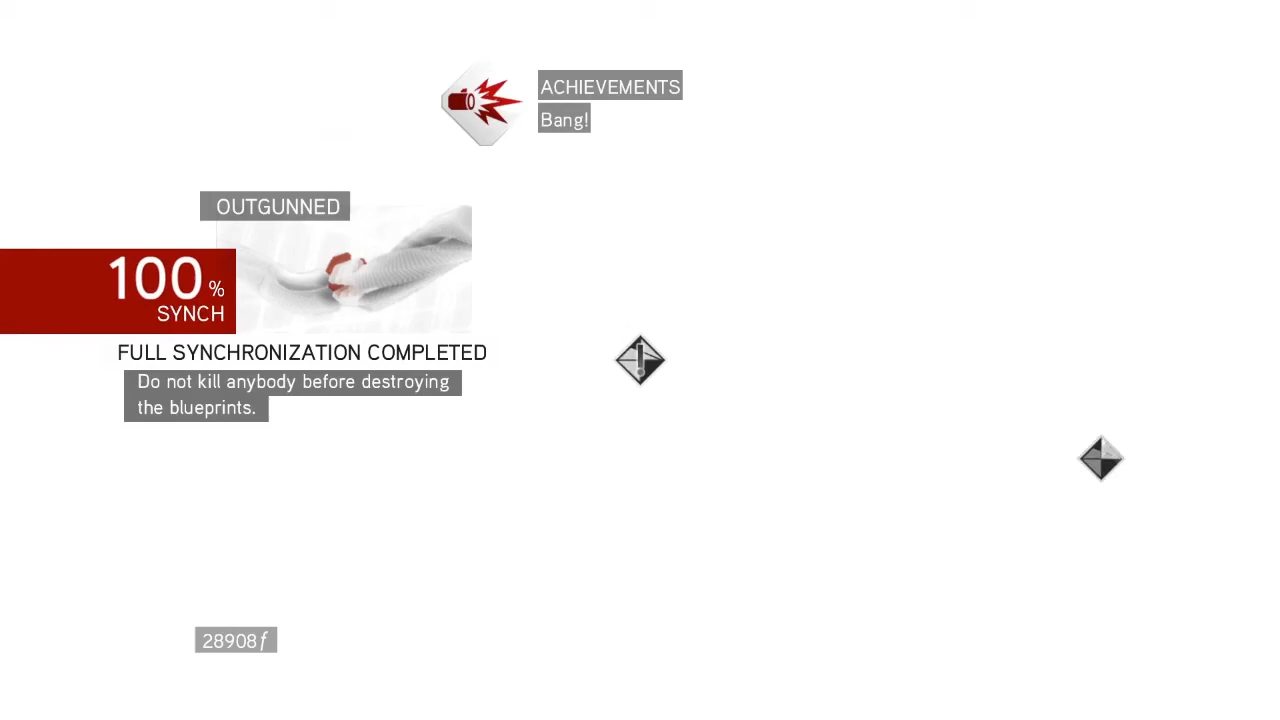 ACHIEVEMENTS
Bang!
OUTGUNNED
100 %
SYNCH
FULL SYNCHRONIZATION COMPLETED
Do not kill anybody before destroying
the blueprints.
28908ƒ